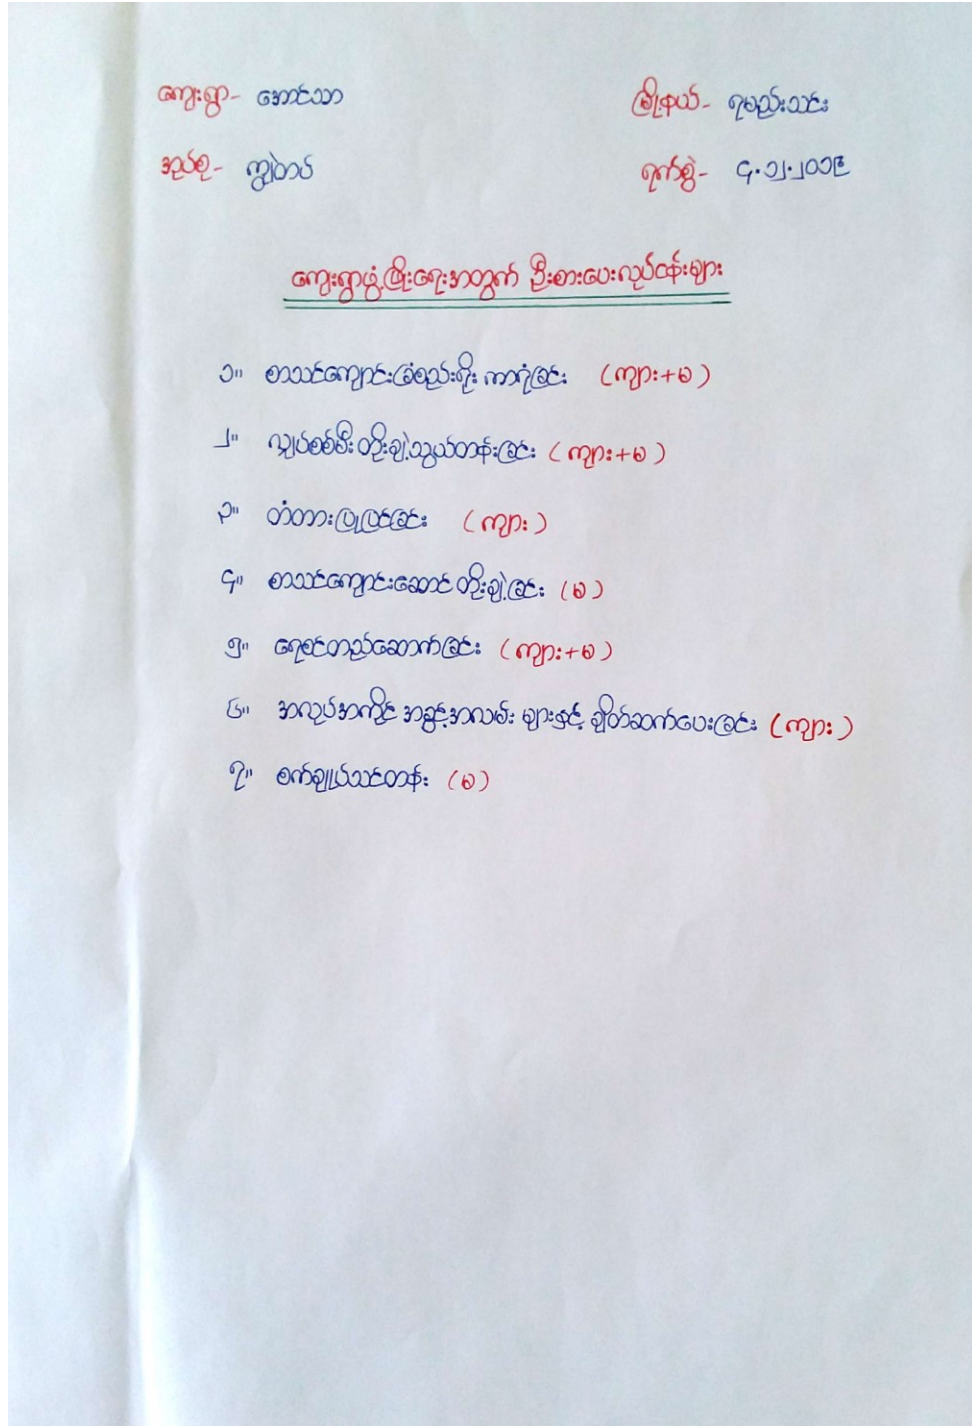 ကျေးရွာ- အောင်သာ မြို့နယ်- ရမည်းသင်း
အုပ်စု- ကျွဲတပ် ရက်စွဲ- ၄.၁၂.၂၀၁၉
ကျေးရွာဖွံ့ဖြိုးရေးအတွက် ဦးစားပေးလုပ်ငန်းများ
၁။ စာသင်ကျောင်းခြံစည်းရိုး ကာရံခြင်း (ကျား+မ)
၂။ လျှပ်စစ်မီး တိုးချဲ့သွယ်တန်းခြင်း (ကျား+မ)
၃။ တံတားပြုပြင်ခြင်း (ကျား)
၄။ စာသင်ကျောင်းဆောင် တိုးချဲ့ခြင်း (မ)
၅။ ရေစင်တည်ဆောက်ခြင်း (ကျား+မ)
၆။ အလုပ်အကိုင် အခွင့်အလမ်း များနှင့် ချိတ်ဆက်ပေးခြင်း (ကျား)
၇။ စက်ချုပ်သင်တန်း (မ)